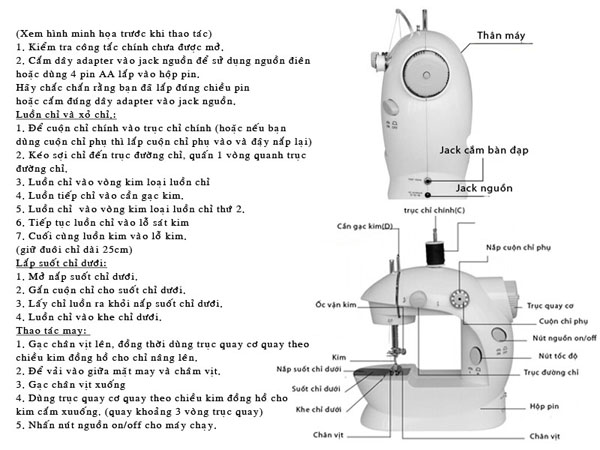 (Xem hình minh họa trước khi thao tác)
1. Kiểm tra công tắc chính chưa được mở.
2. Cắm dây adapter vào jack nguồn để sử dụng nguồn điên
hoặc dùng 4 pin AA lấp vào hộp pin.
Hãy chắc chắn rằng bạn đã lắp đúng chiều pin
hoặc cắm đúng dây adapter vào jack nguồn.
Luồn chỉ và xỏ chỉ.:
1. Để cuộn chỉ chính vào trục chỉ chính (hoặc nếu bạn
dùng cuộn chỉ phụ thì lấp cuộn chỉ phụ vào và đây nắp lại)
2. Kéo sợi chỉ đến trục đường chỉ, quấn 1 vòng quanh trục
đường chỉ.
3. Luồn chỉ vào vòng kim loại luồn chỉ
4. Luồn tiếp chỉ vào cần gạc kim.
5. Luồn chỉ vào vòng kim loại luồn chỉ thứ 2.
6. Tiếp tục luồn chỉ vào lỗ sát kim
7. Cuối cùng luồn kim vào lỗ kim.
(giữ đuôi chỉ dài 25cm)
Lắp suốt chỉ dưới:
1. Mở nắp suốt chỉ dưới.
2. Gắn cuộn chỉ cho suốt chỉ dưới.
3. Lấy chỉ luồn ra khỏi nắp suốt chỉ dưới.
4. Luồn chỉ vào khe chỉ dưới.
Thao tác may:
1. Gạc chân vịt lên, đồng thời dùng trục quay cơ quay theo
chiều kim đồng hồ cho chỉ nâng lên.
2. Để vải vào giữa mặt may và châm vịt.
3. Gạc chân vịt xuống
4. Dùng trục quay cơ quay theo chiều kim đồng hồ cho
kim cắm xuuống. (quay khoảng 3 vòng trục quay)
5. Nhấn nút nguồn on/off cho máy chạy.
Thân máy
Jack cắm bàn đạp
Jack nguồn
trục chỉ chính(C)
Cần gạc kim(D)
Nắp cuộn chỉ phụ
Ốc vặn kim
Trục quay cơ
Cuộn chỉ phụ
Nút nguồn on/off
Kim
Nút tốc độ
Nắp suốt dưới
Trục đường chỉ
Suốt chỉ dưới
Khe chỉ dưới
Hộp pin
Chân vịt
Chân vịt